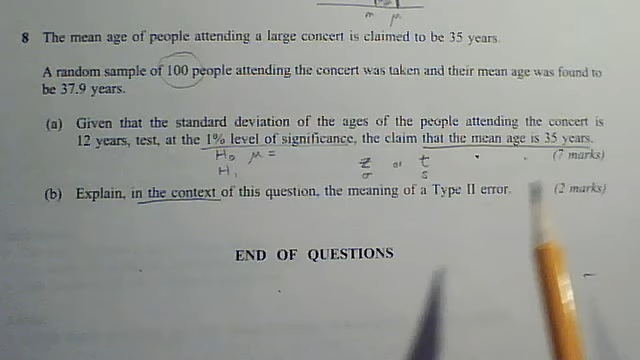 m μ
8 The mean age of people attending a large concert is claimed to be 35 years.
A random sample of 100 people attending the concert was taken and their mean age was found to
be 37.9 years.
(a) Given that the standard deviation of the ages of the people attending the concert is
12 years, test, at the 1% level of significance, the claim that the mean age is 35 years.
(7 marks)
H₀ μ =
z or t
H₁
σ s
(b) Explain, in the context of this question, the meaning of a Type II error. (2 marks)
END OF QUESTIONS